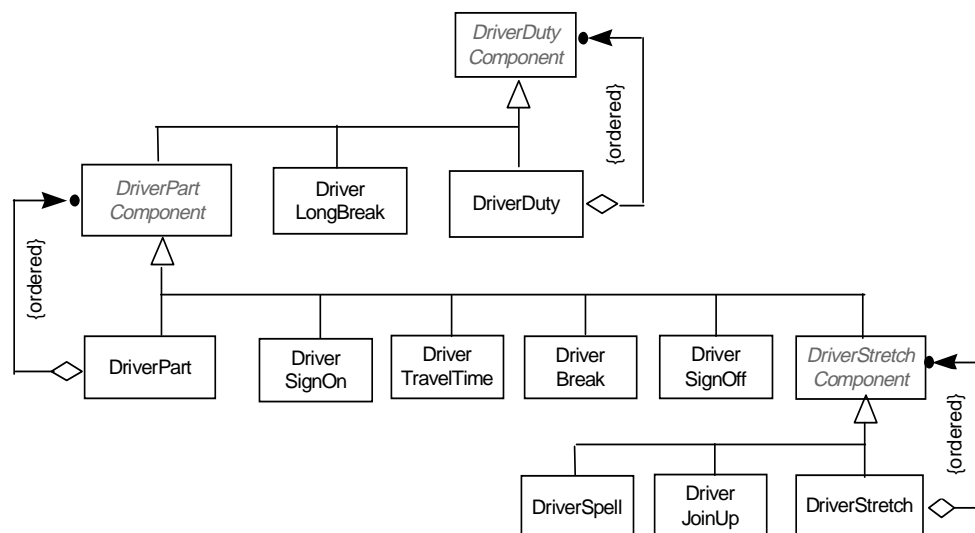 DriverDuty
Component
{ordered}
DriverPart
Component
Driver
LongBreak
DriverDuty
{ordered}
DriverPart
Driver
SignOn
Driver
TravelTime
Driver
Break
Driver
SignOff
DriverStretch
Component
{ordered}
DriverSpell
Driver
JoinUp
DriverStretch